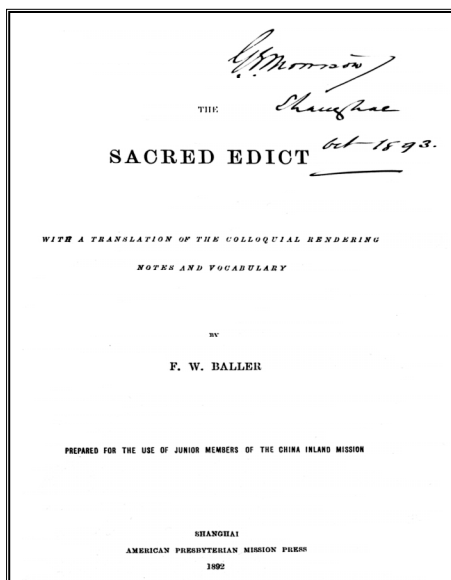 G.E. Morrison
Shanghae
Oct 1893.
THE
SACRED EDICT
WITH A TRANSLATION OF THE COLLOQUIAL RENDERING
NOTES AND VOCABULARY
BY
F. W. BALLER
PREPARED FOR THE USE OF JUNIOR MEMBERS OF THE CHINA INLAND MISSION
SHANGHAI
AMERICAN PRESBYTERIAN MISSION PRESS
1892